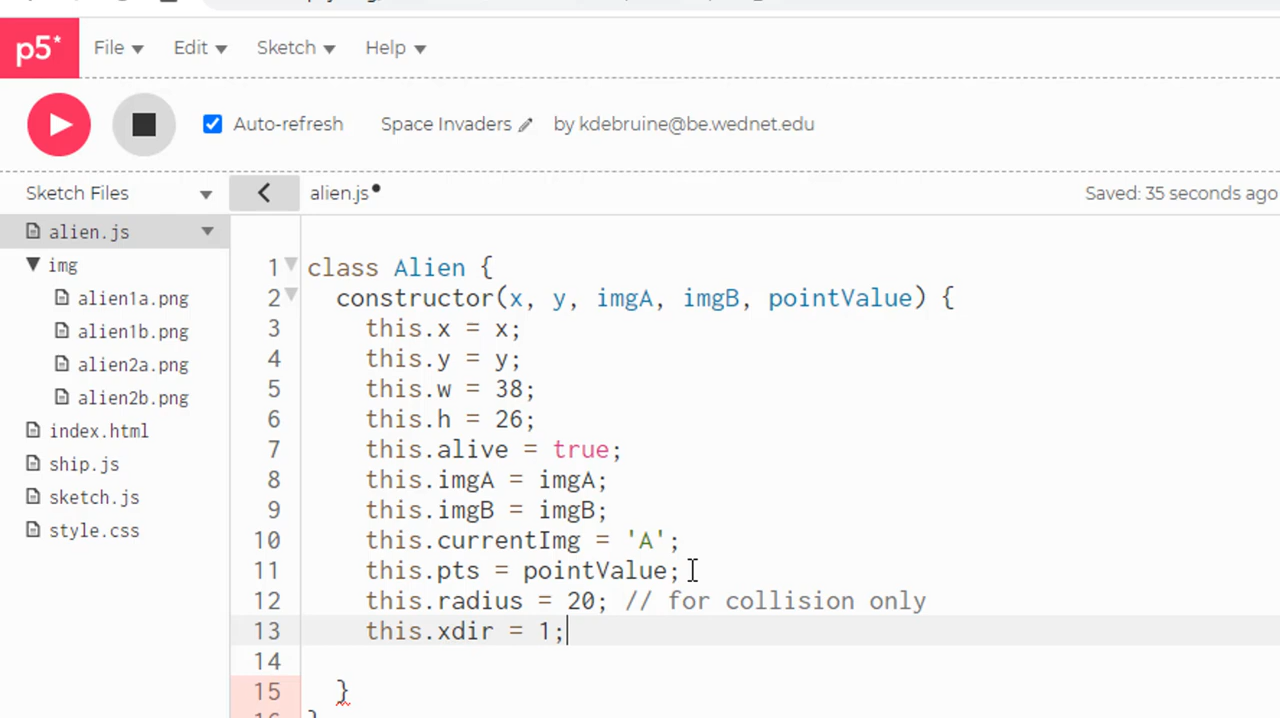 p5* File Edit Sketch Help
Auto-refresh Space Invaders by kdebruine@be.wednet.edu
Sketch Files alien.js Saved: 35 seconds ago
alien.js
img
alien1a.png
alien1b.png
alien2a.png
alien2b.png
index.html
ship.js
sketch.js
style.css
1 class Alien {
2 constructor(x, y, imgA, imgB, pointValue) {
3 this.x = x;
4 this.y = y;
5 this.w = 38;
6 this.h = 26;
7 this.alive = true;
8 this.imgA = imgA;
9 this.imgB = imgB;
10 this.currentImg = 'A';
11 this.pts = pointValue;
12 this.radius = 20; // for collision only
13 this.xdir = 1;
14
15 }